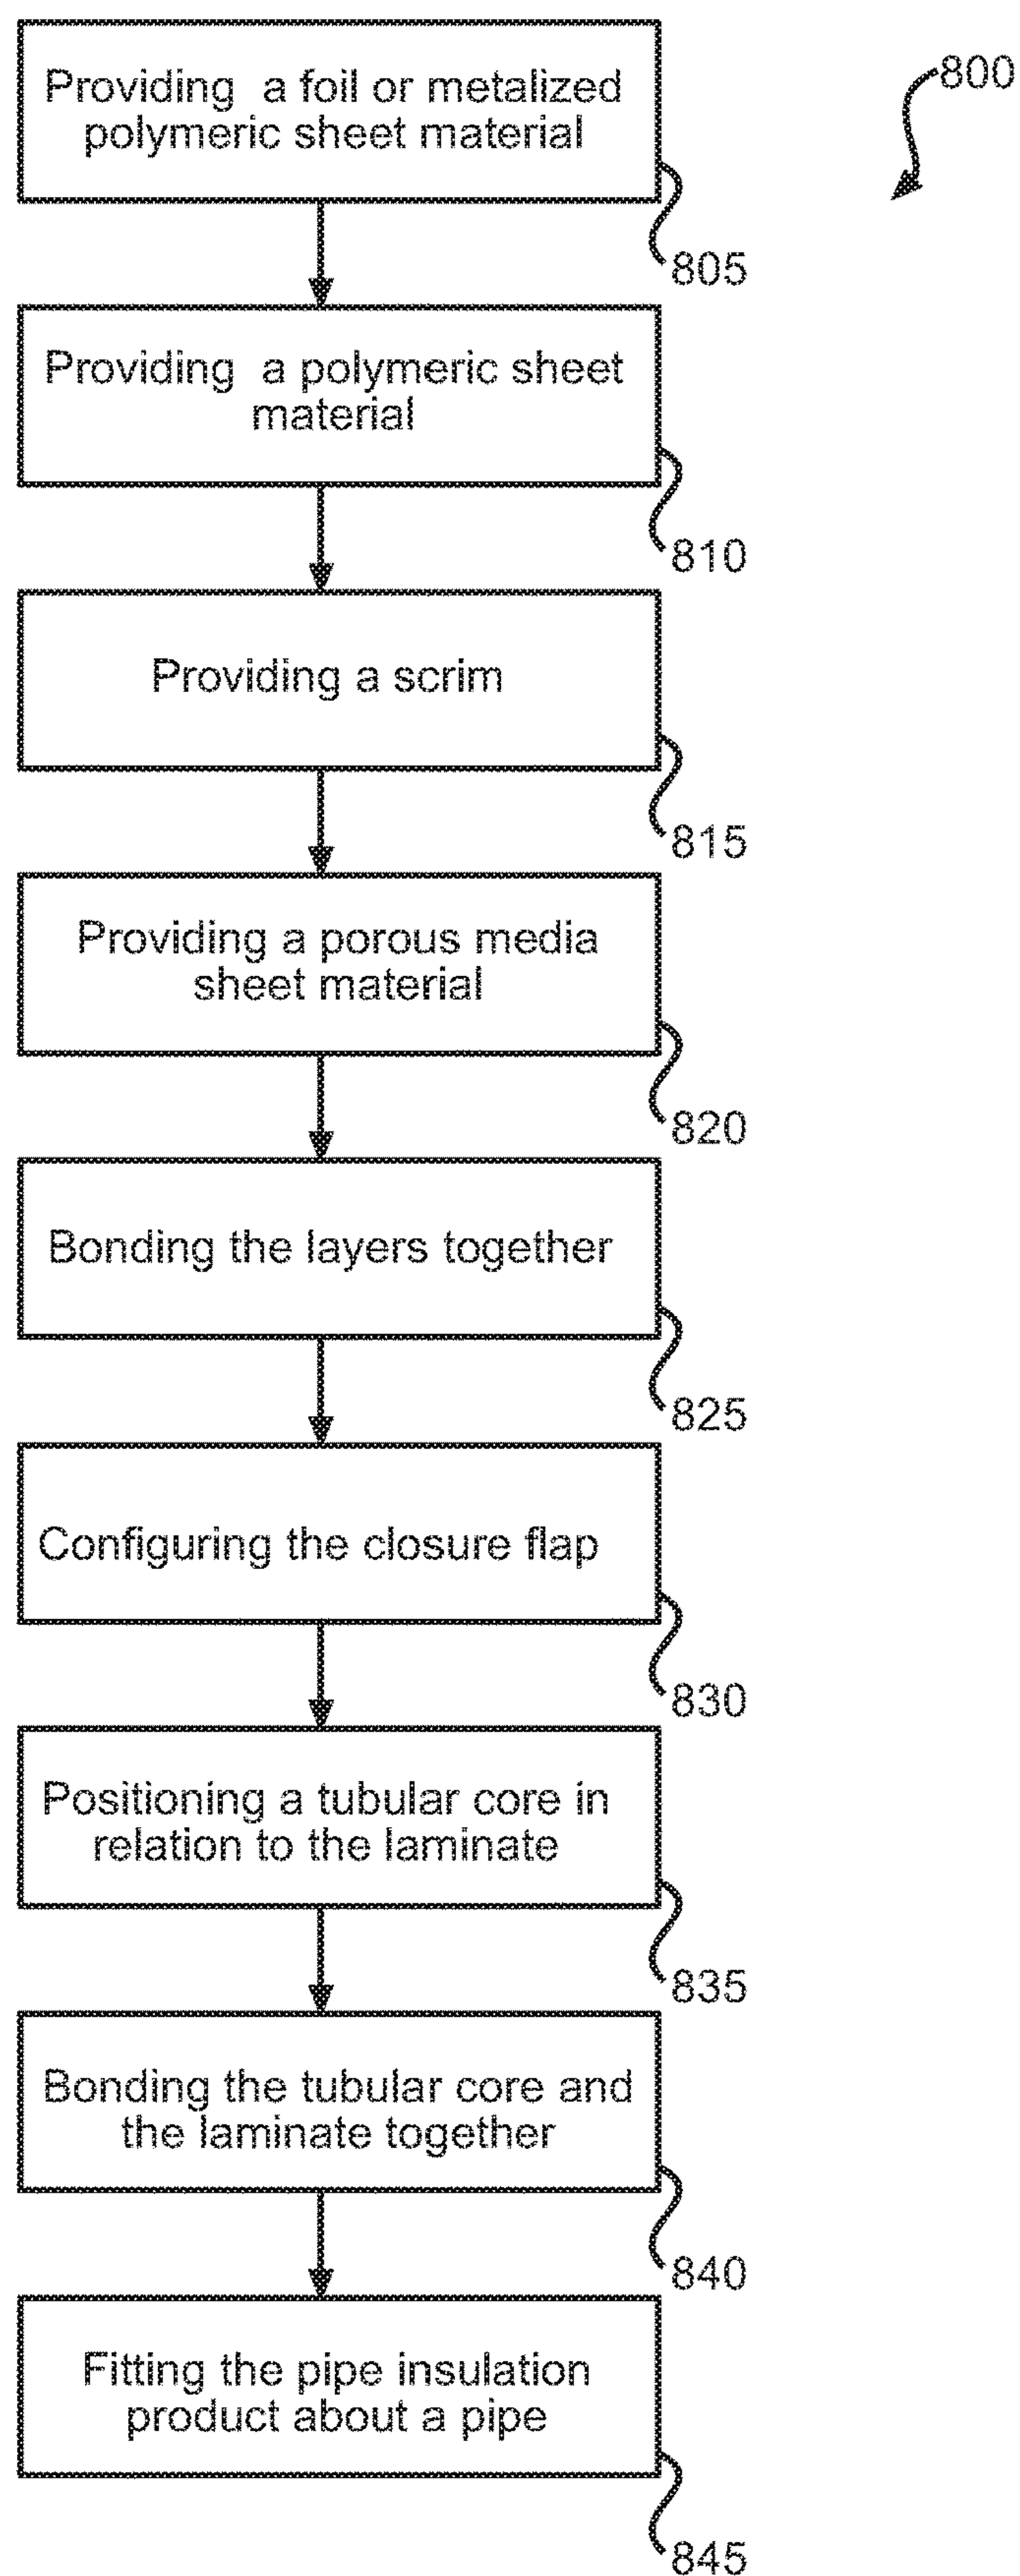 Providing a foil or metalized
polymeric sheet material
800
805
Providing a polymeric sheet
material
810
Providing a scrim
815
Providing a porous media
sheet material
820
Bonding the layers together
825
Configuring the closure flap
830
Positioning a tubular core in
relation to the laminate
835
Bonding the tubular core and
the laminate together
840
Fitting the pipe insulation
product about a pipe
845